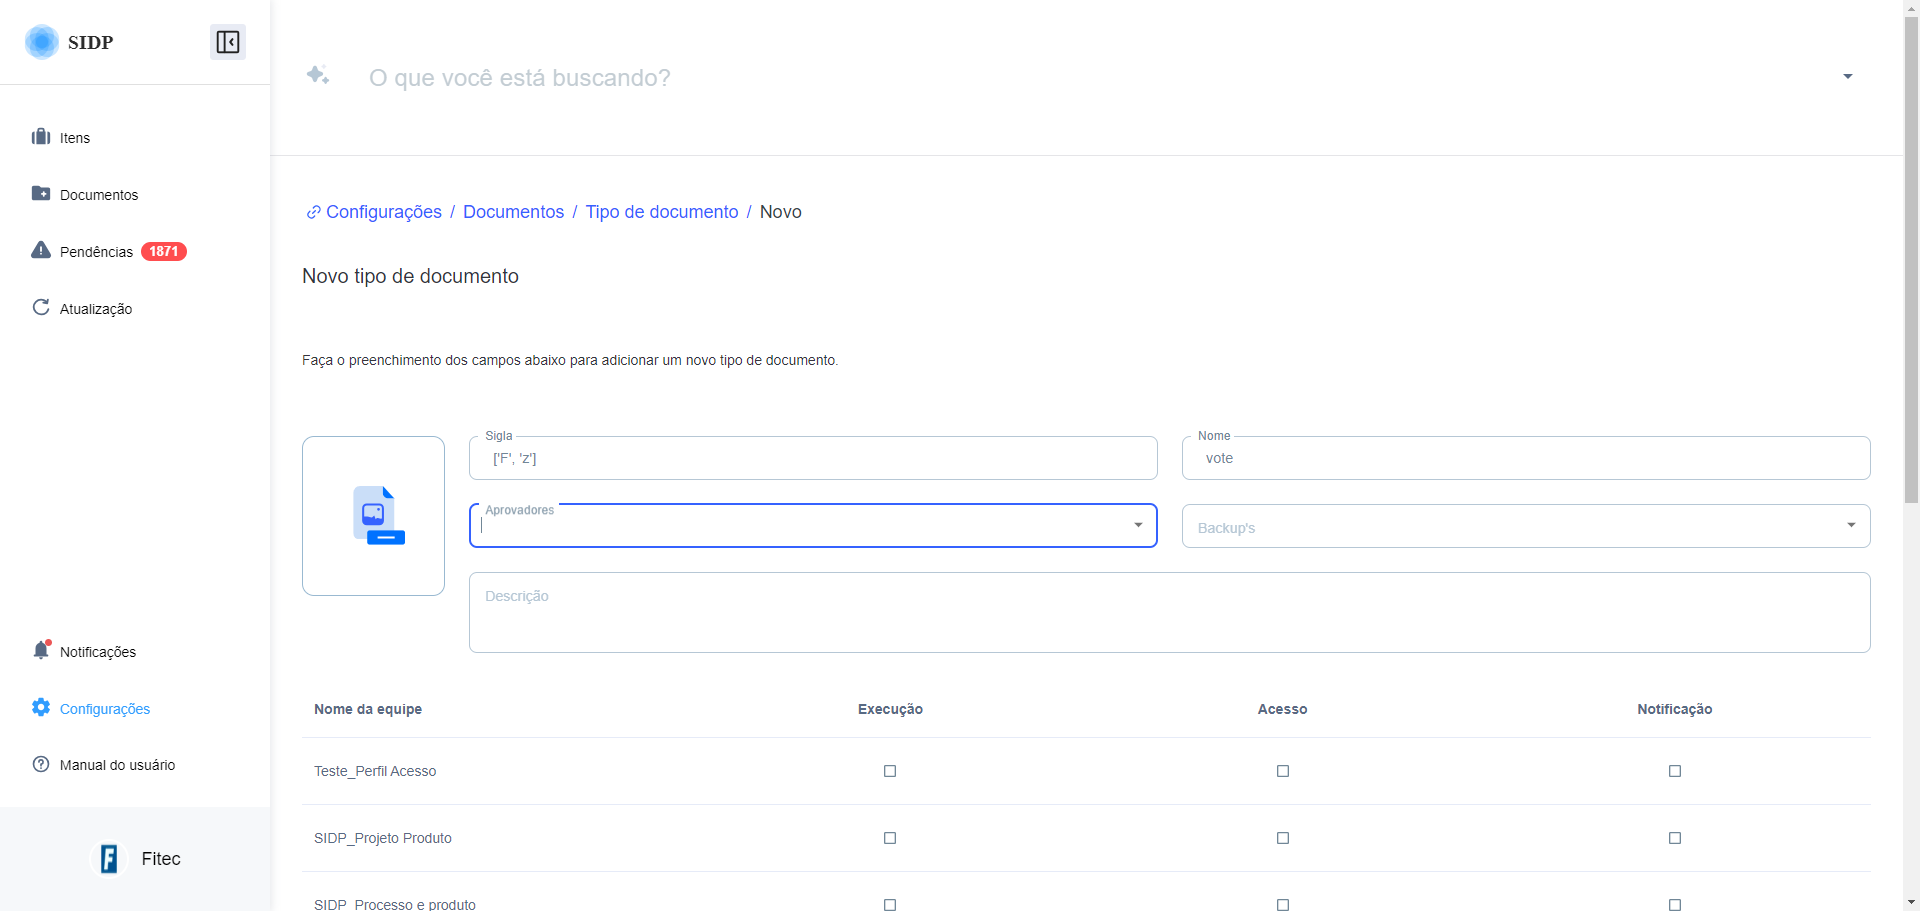 SIDP
O que você está buscando?
Itens
Documentos
Pendências 1871
Atualização
Configurações / Documentos / Tipo de documento / Novo
Novo tipo de documento
Faça o preenchimento dos campos abaixo para adicionar um novo tipo de documento.
Sigla
['F', 'z']
Nome
vote
Aprovadores
Backup's
Descrição
Nome da equipe Execução Acesso Notificação
Teste_Perfil Acesso
SIDP_Projeto Produto
SIDP_Processo e produto
Notificações
Configurações
Manual do usuário
Fitec